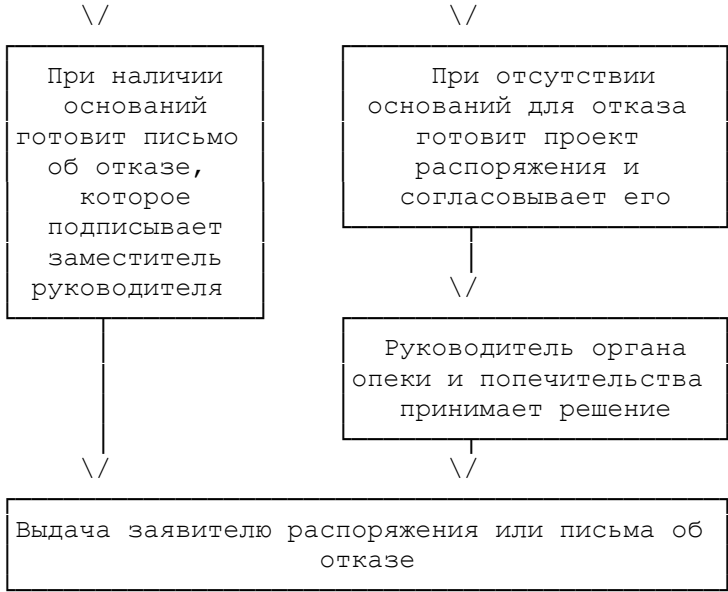 При наличии
оснований
готовит письмо
об отказе,
которое
подписывает
заместитель
руководителя
При отсутствии
оснований для отказа
готовит проект
распоряжения и
согласовывает его
Руководитель органа
опеки и попечительства
принимает решение
Выдача заявителю распоряжения или письма об
отказе